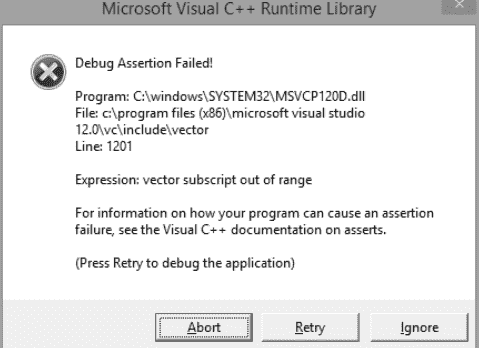 Microsoft Visual C++ Runtime Library
Debug Assertion Failed!
Program: C:\windows\SYSTEM32\MSVCP120D.dll
File: c:\program files (x86)\microsoft visual studio
12.0\vc\include\vector
Line: 1201
Expression: vector subscript out of range
For information on how your program can cause an assertion
failure, see the Visual C++ documentation on asserts.
(Press Retry to debug the application)
Abort
Retry
Ignore